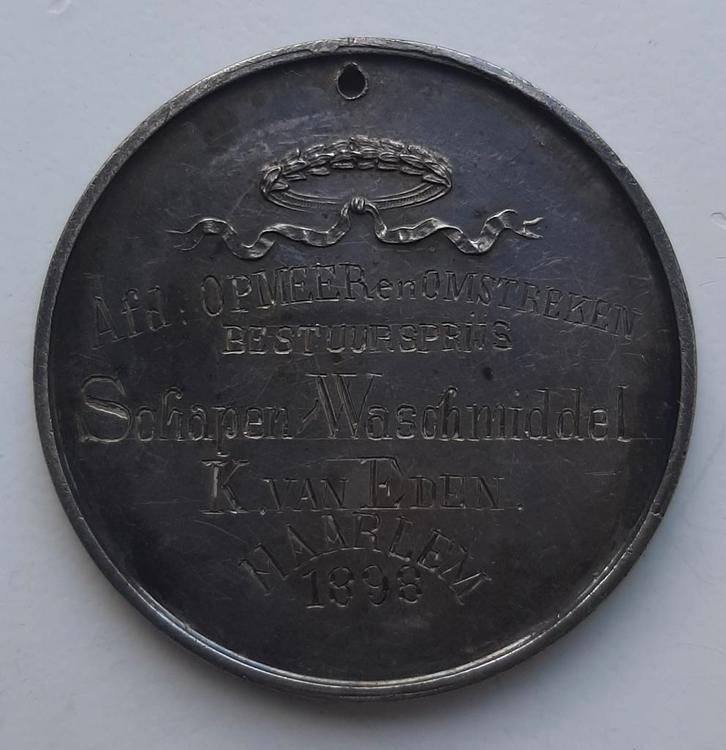 Afd: OPMEER en OMSTREKEN
BESTUURSPRIJS
Schapen Waschmiddel
K. VAN EDEN.
HAARLEM
1898